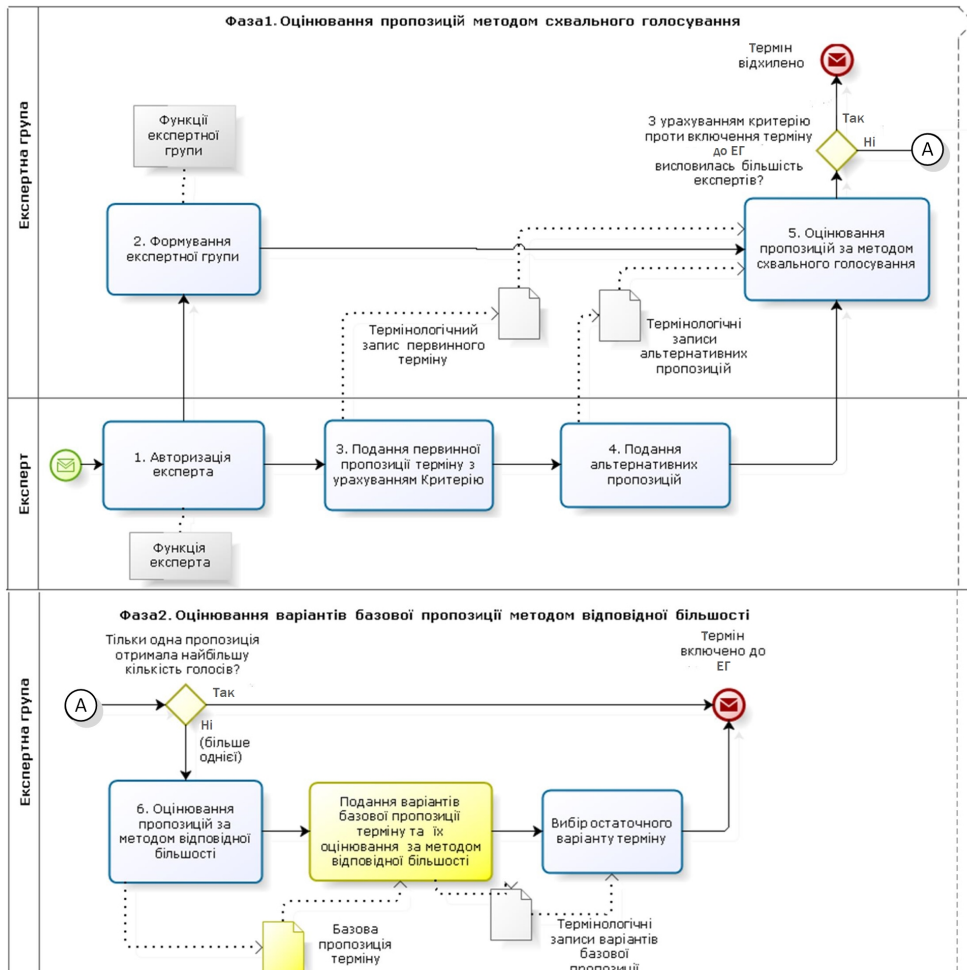 Фаза1. Оцінювання пропозицій методом схвального голосування
Експертна група
Термін
відхилено
Функції
експертної
групи
З урахуванням критерію
проти включення терміну
до ЕГ
висловилась більшість
експертів?
Так
Ні
А
2. Формування
експертної групи
5. Оцінювання
пропозицій за методом
схвального голосування
Термінологічний
запис первинного
терміну
Термінологічні
записи
альтернативних
пропозицій
Експерт
1. Авторизація
експерта
3. Подання первинної
пропозиції терміну з
урахуванням Критерію
4. Подання
альтернативних
пропозицій
Функція
експерта
Фаза2. Оцінювання варіантів базової пропозиції методом відповідної більшості
Експертна група
Тільки одна пропозиція
отримала найбільшу
кількість голосів?
Термін
включено до
ЕГ
А
Так
Ні
(більше
однієї)
6. Оцінювання
пропозицій за
методом відповідної
більшості
Подання варіантів
базової пропозиції
терміну та їх
оцінювання за методом
відповідної більшості
Вибір остаточного
варіанту терміну
Базова
пропозиція
терміну
Термінологічні
записи варіантів
базової
пропозиції